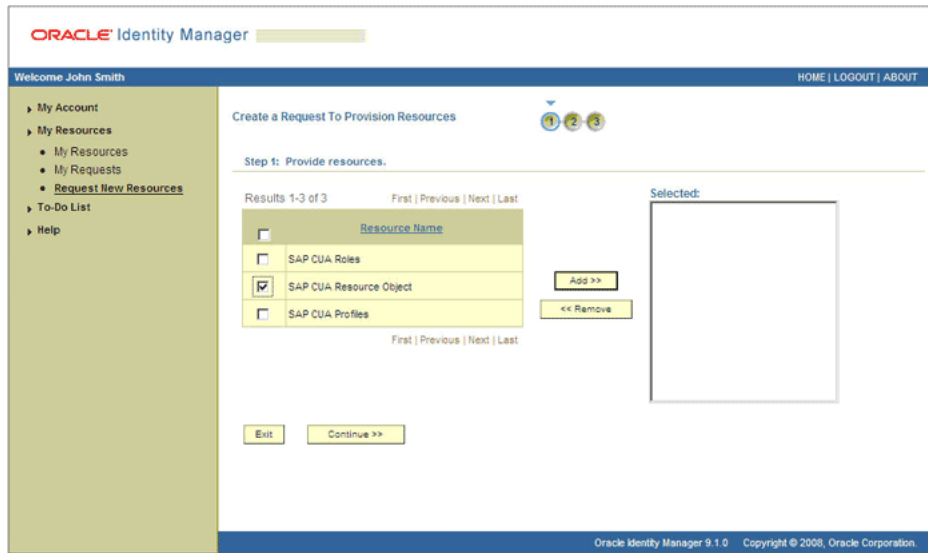 ORACLE' Identity Manager
Welcome John Smith
HOME | LOGOUT | ABOUT
My Account
My Resources
My Resources
My Requests
Request New Resources
To-Do List
Help
Create a Request To Provision Resources
1 2 3
Step 1: Provide resources.
Results 1-3 of 3
First | Previous | Next | Last
Resource Name
SAP CUA Roles
SAP CUA Resource Object
SAP CUA Profiles
First | Previous | Next | Last
Add >>
<< Remove
Selected:
Exit
Continue >>
Oracle Identity Manager 9.1.0 Copyright © 2008, Oracle Corporation.